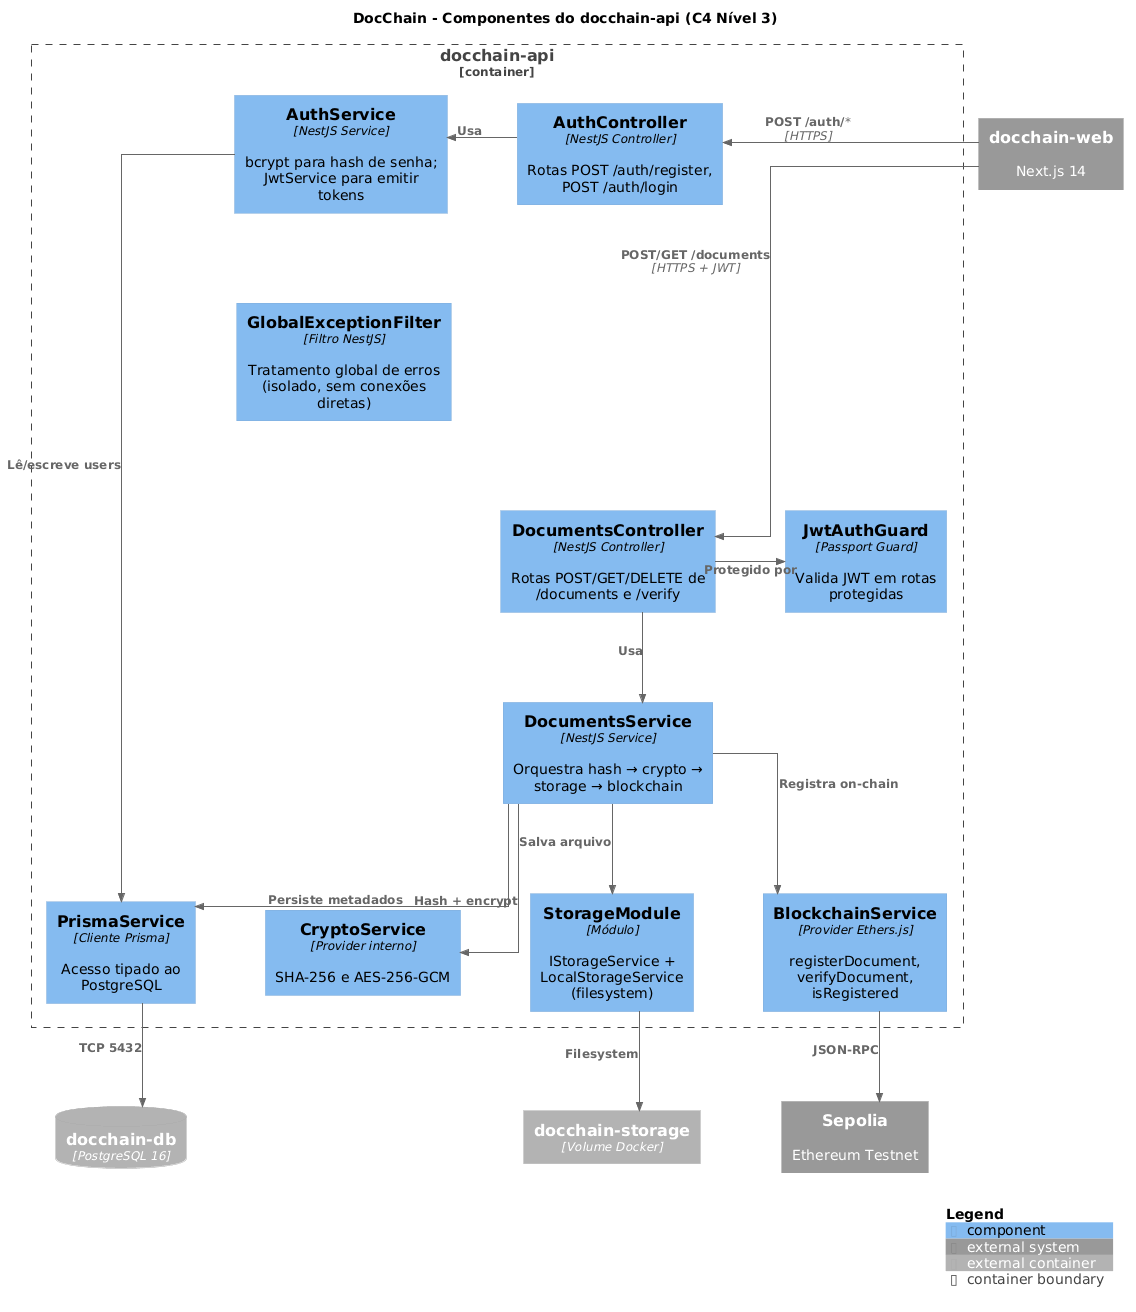 DocChain - Componentes do docchain-api (C4 Nível 3)
docchain-api
[container]
AuthService
[NestJS Service]
bcrypt para hash de senha;
JwtService para emitir
tokens
Usa
AuthController
[NestJS Controller]
Rotas POST /auth/register,
POST /auth/login
POST /auth/*
[HTTPS]
docchain-web
Next.js 14
POST/GET /documents
[HTTPS + JWT]
GlobalExceptionFilter
[Filtro NestJS]
Tratamento global de erros
(isolado, sem conexões
diretas)
Lê/escreve users
DocumentsController
[NestJS Controller]
Rotas POST/GET/DELETE de
/documents e /verify
Protegido por
JwtAuthGuard
[Passport Guard]
Valida JWT em rotas
protegidas
Usa
DocumentsService
[NestJS Service]
Orquestra hash → crypto →
storage → blockchain
Registra on-chain
Salva arquivo
Persiste metadados
Hash + encrypt
PrismaService
[Cliente Prisma]
Acesso tipado ao
PostgreSQL
CryptoService
[Provider interno]
SHA-256 e AES-256-GCM
StorageModule
[Módulo]
IStorageService +
LocalStorageService
(filesystem)
BlockchainService
[Provider Ethers.js]
registerDocument,
verifyDocument,
isRegistered
TCP 5432
Filesystem
JSON-RPC
docchain-db
[PostgreSQL 16]
docchain-storage
[Volume Docker]
Sepolia
Ethereum Testnet
Legend
component
external system
external container
container boundary